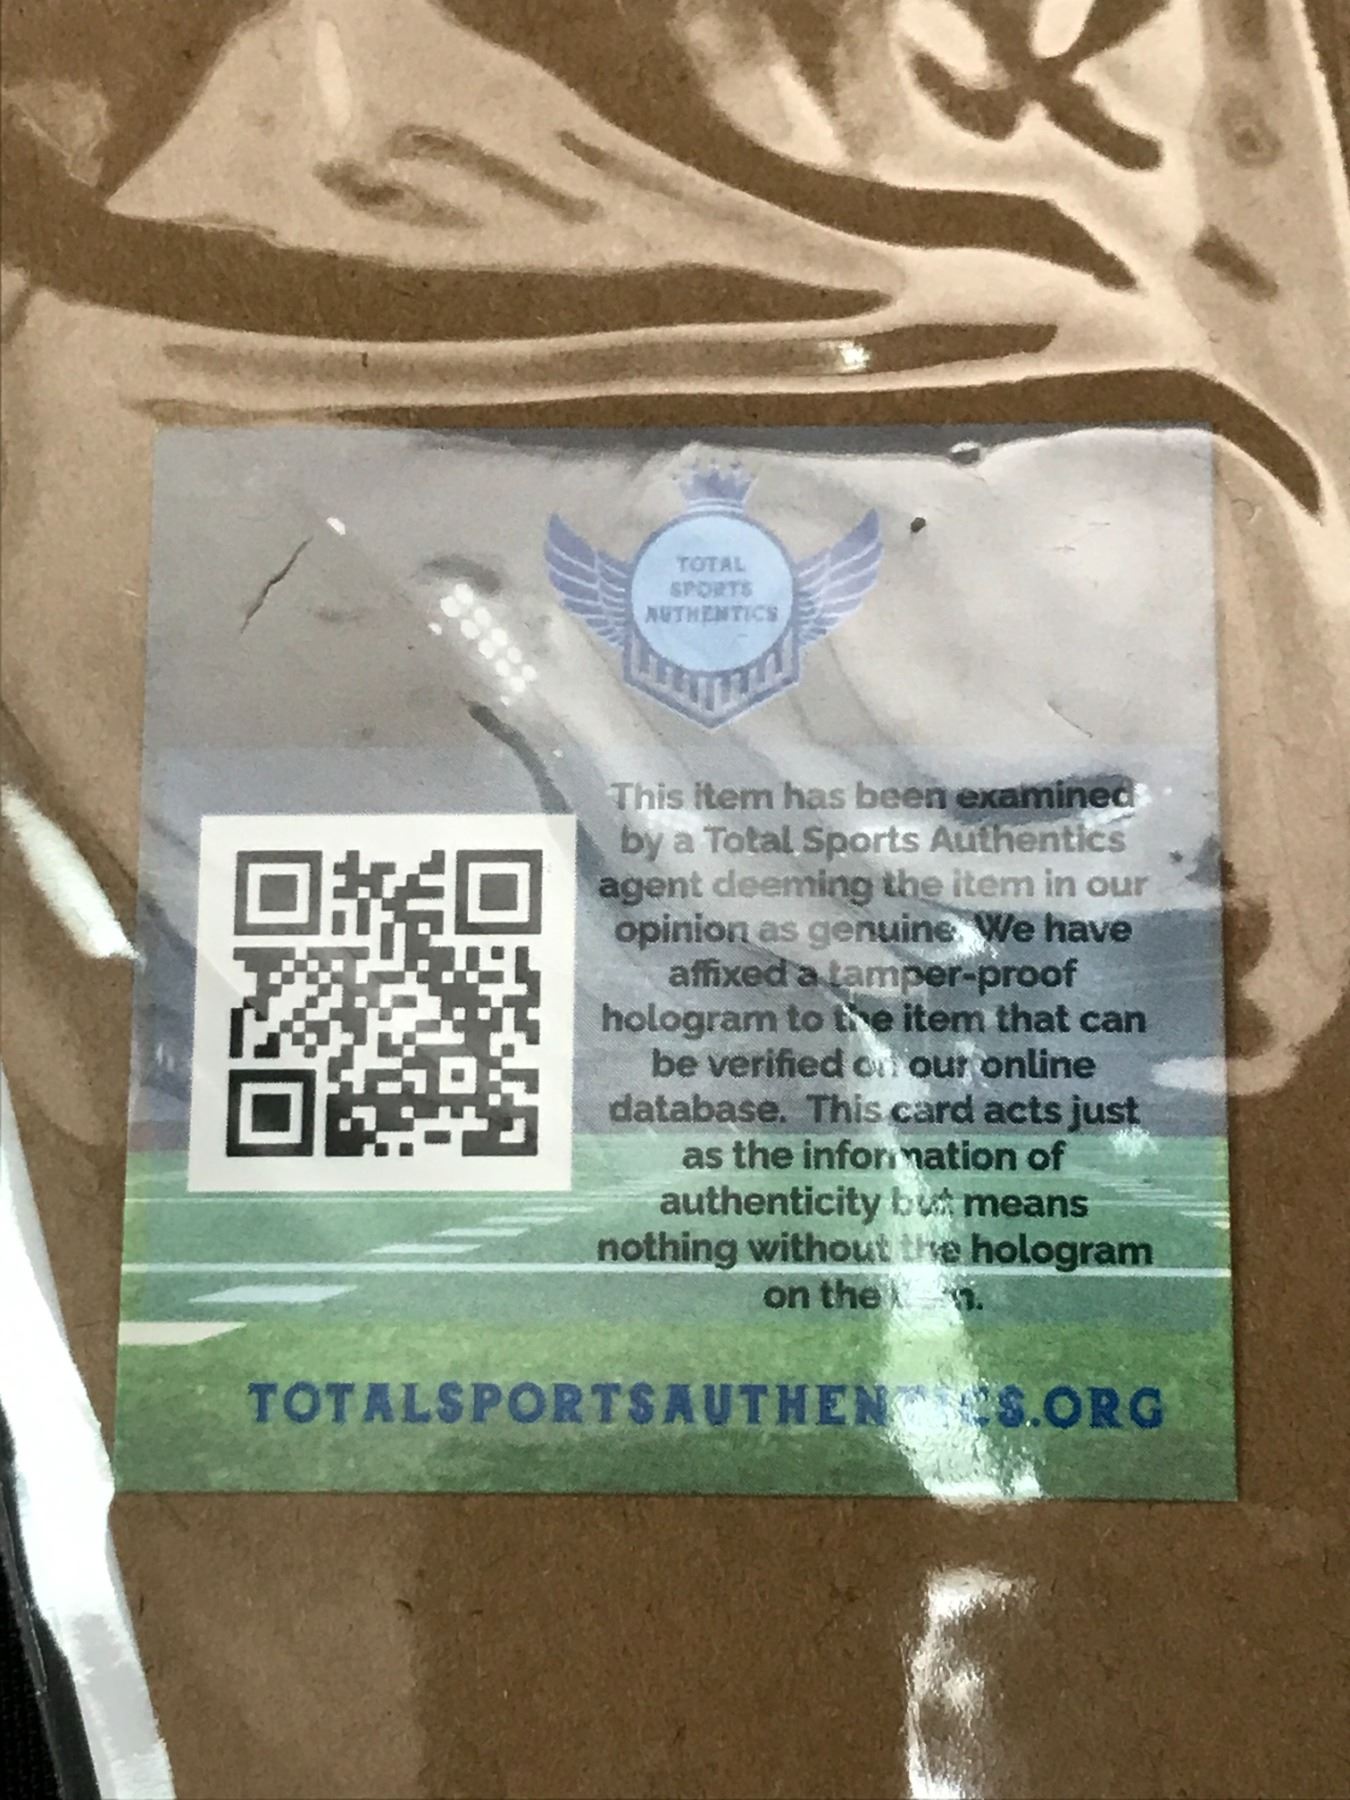 TOTAL
SPORTS
AUTHENTICS
This item has been examined
by a Total Sports Authentics
agent deeming the item in our
opinion as genuine. We have
affixed a tamper-proof
hologram to the item that can
be verified on our online
database. This card acts just
as the information of
authenticity but means
nothing without the hologram
on the
TOTALSPORTSAUTHENTICS.ORG